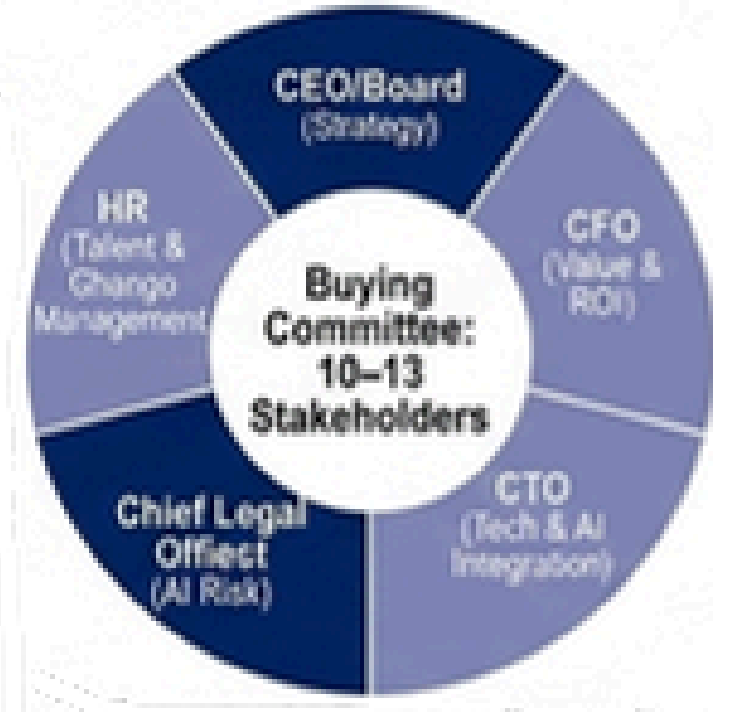 CEO/Board
(Strategy)
HR
(Talent &
Chango
Management
CFO
(Value &
ROI)
Buying
Committee:
10–13
Stakeholders
Chief Legal
Offiect
(AI Risk)
CTO
(Tech & AI
Integration)